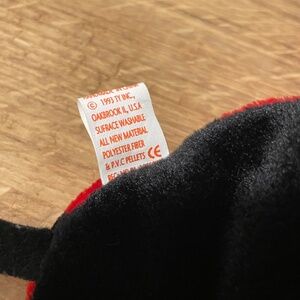 © 1993 TY INC.,
OAKBROOK IL, U.S.A
SURFACE WASHABLE
ALL NEW MATERIAL
POLYESTER FIBER
& P.V.C PELLETS CE